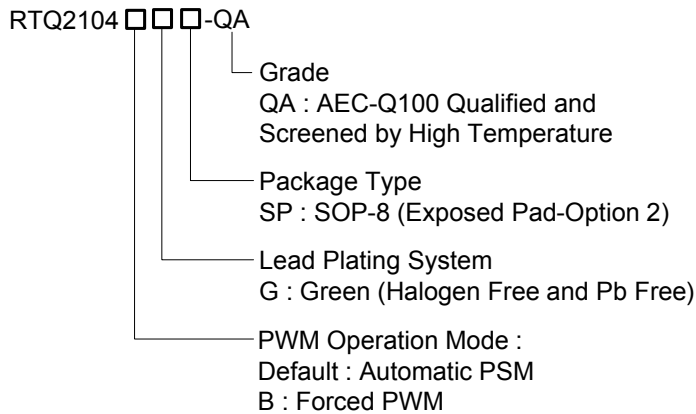 RTQ2104 □ □ □-QA
Grade
QA : AEC-Q100 Qualified and
Screened by High Temperature
Package Type
SP : SOP-8 (Exposed Pad-Option 2)
Lead Plating System
G : Green (Halogen Free and Pb Free)
PWM Operation Mode :
Default : Automatic PSM
B : Forced PWM